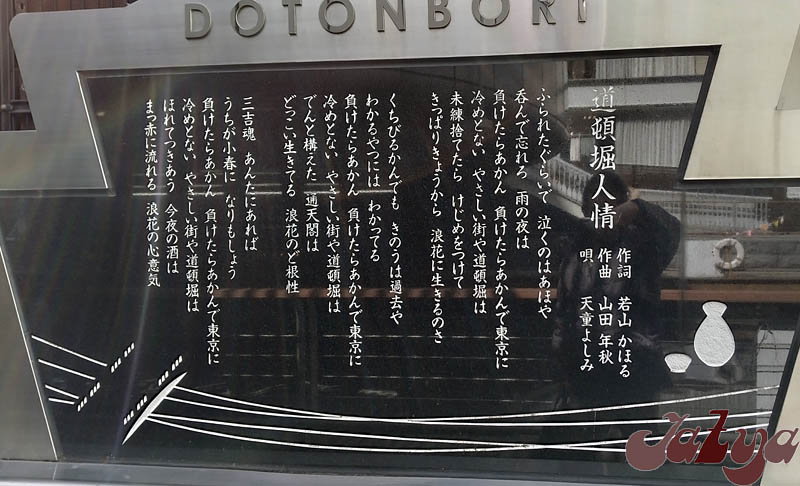 DOTONBORI
道頓堀人情
作詞 若山 かほる
作曲 山田 年秋
唄 天童よしみ
ふられたぐらいで 泣くのはあほや
呑んで忘れろ 雨の夜は
負けたらあかん 負けたらあかんで東京に
冷めとない やさしい街や道頓堀は
未練捨てたら けじめをつけて
きっぱりきょうから 浪花に生きるのさ
くちびるかんでも きのうは過去や
わかるやつには わかってる
負けたらあかん 負けたらあかんで東京に
冷めとない やさしい街や道頓堀は
でんと構えた 通天閣は
どっこい生きてる 浪花のど根性
三吉魂 あんたにあれば
うちが小春に なりもしょう
負けたらあかん 負けたらあかんで東京に
冷めとない やさしい街や道頓堀は
ほれてつきあう 今夜の酒は
まっ赤に流れる 浪花の心意気
JaZya